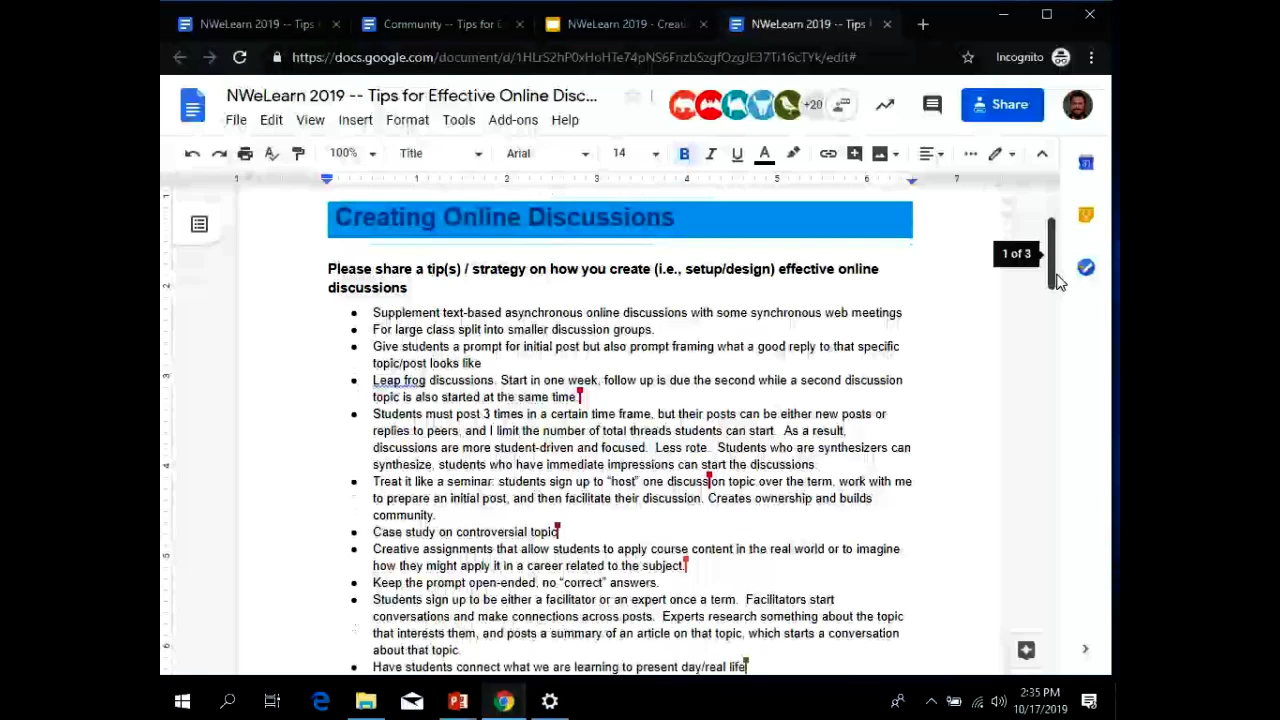 NWeLearn 2019 -- Tips
Community -- Tips for
NWeLearn 2019 - Creat
NWeLearn 2019 -- Tips
https://docs.google.com/document/d/
Incognito
NWeLearn 2019 -- Tips for Effective Online Disc...
+20
Share
File Edit View Insert Format Tools Add-ons Help
100% Title Arial 14
1 1 2 3 4 5 6 7
Creating Online Discussions
1 of 3
Please share a tip(s) / strategy on how you create (i.e., setup/design) effective online
discussions
● Supplement text-based asynchronous online discussions with some synchronous web meetings
● For large class split into smaller discussion groups.
● Give students a prompt for initial post but also prompt framing what a good reply to that specific
topic/post looks like
● Leap frog discussions. Start in one week, follow up is due the second while a second discussion
topic is also started at the same time.
● Students must post 3 times in a certain time frame, but their posts can be either new posts or
replies to peers, and I limit the number of total threads students can start. As a result,
discussions are more student-driven and focused. Less rote. Students who are synthesizers can
synthesize, students who have immediate impressions can start the discussions.
● Treat it like a seminar: students sign up to “host” one discussion topic over the term, work with me
to prepare an initial post, and then facilitate their discussion. Creates ownership and builds
community.
● Case study on controversial topic
● Creative assignments that allow students to apply course content in the real world or to imagine
how they might apply it in a career related to the subject.
● Keep the prompt open-ended, no “correct” answers.
● Students sign up to be either a facilitator or an expert once a term. Facilitators start
conversations and make connections across posts. Experts research something about the topic
that interests them, and posts a summary of an article on that topic, which starts a conversation
about that topic.
● Have students connect what we are learning to present day/real life
2:35 PM
10/17/2019